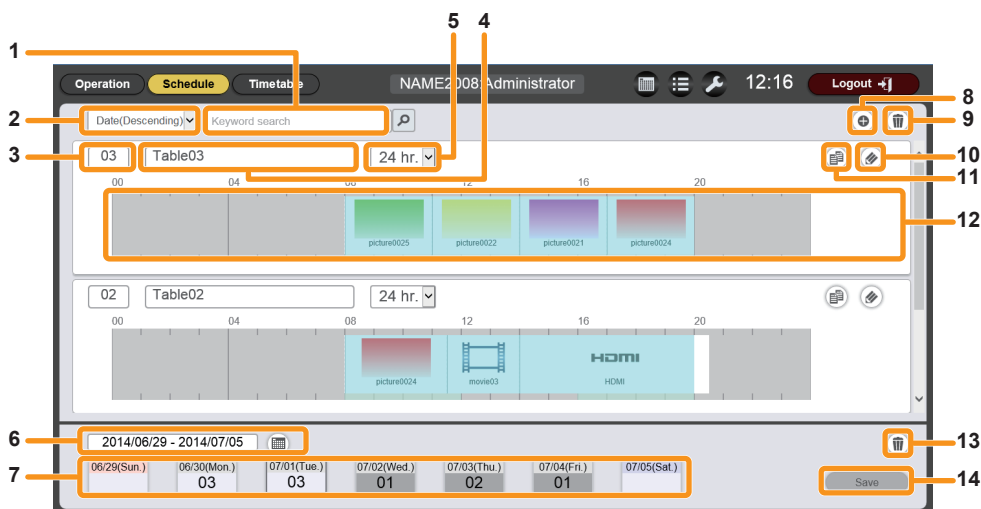 5 4
1
Operation Schedule Timetable NAME2008:Administrator 12:16 Logout
8
2 Date(Descending) Keyword search 9
3 03 Table03 24 hr. 10
11
00 04 08 12 16 20
12
picture0025 picture0022 picture0021 picture0024
02 Table02 24 hr.
00 04 08 12 16 20
HDMI
picture0024 movie03 HDMI
6 2014/06/29 - 2014/07/05 13
06/29(Sun.) 06/30(Mon.) 07/01(Tue.) 07/02(Wed.) 07/03(Thu.) 07/04(Fri.) 07/05(Sat.)
7 03 03 01 02 01 Save 14